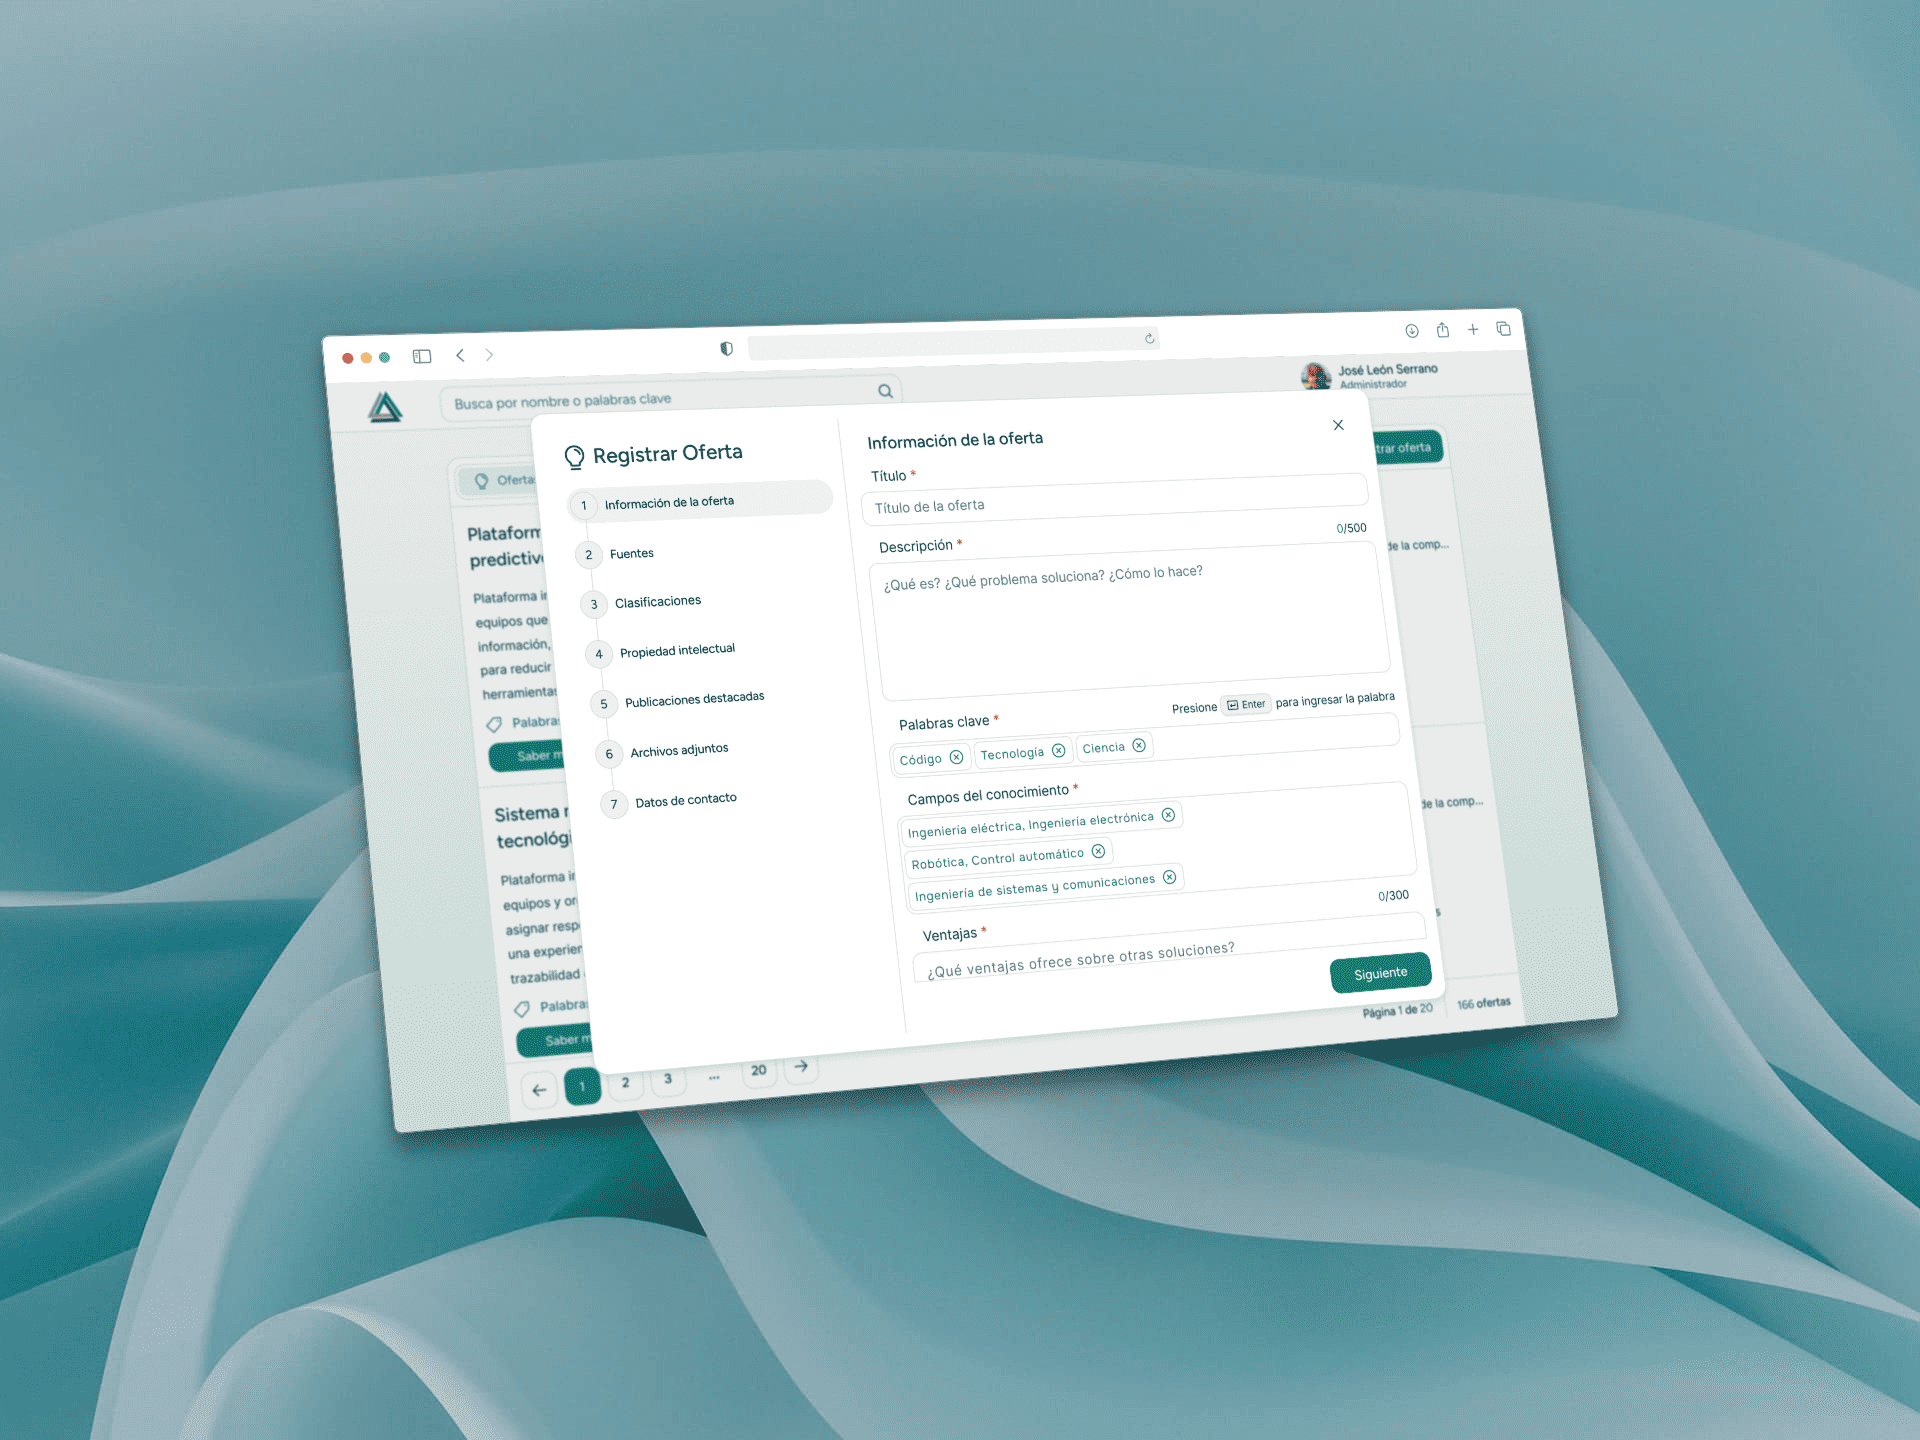 Busca por nombre o palabras clave
José León Serrano
Administrador
Registrar Oferta
1 Información de la oferta
2 Fuentes
3 Clasificaciones
4 Propiedad intelectual
5 Publicaciones destacadas
6 Archivos adjuntos
7 Datos de contacto
Información de la oferta
Título *
Título de la oferta
Descripción *
0/500
¿Qué es? ¿Qué problema soluciona? ¿Cómo lo hace?
Palabras clave *
Presione Enter para ingresar la palabra
Código Tecnología Ciencia
Campos del conocimiento *
Ingeniería eléctrica, Ingeniería electrónica
Robótica, Control automático
Ingeniería de sistemas y comunicaciones
0/300
Ventajas *
¿Qué ventajas ofrece sobre otras soluciones?
Siguiente
oferta
de la comp...
de la comp...
Plataform
predictiv
Plataforma
equipos que
información,
para reducir
herramientas
Palabra
Saber m
Sistema
tecnológi
Plataforma
equipos y
asignar resp
una experien
trazabilidad
Palabra
Saber m
1 2 3 ... 20
Página 1 de 20
166 ofertas